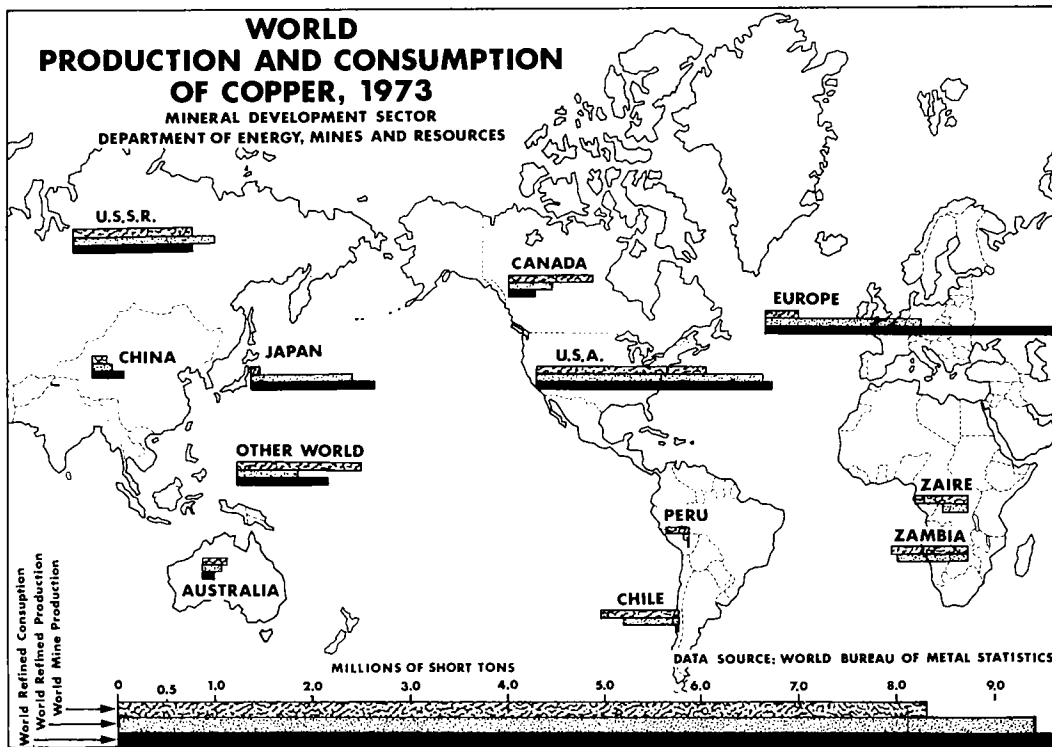 WORLD
PRODUCTION AND CONSUMPTION
OF COPPER, 1973
MINERAL DEVELOPMENT SECTOR
DEPARTMENT OF ENERGY, MINES AND RESOURCES
U.S.S.R.
CANADA
EUROPE
CHINA
JAPAN
U.S.A.
OTHER WORLD
ZAIRE
PERU
ZAMBIA
AUSTRALIA
CHILE
World Refined Consuption
World Refined Production
World Mine Production
MILLIONS OF SHORT TONS
DATA SOURCE: WORLD BUREAU OF METAL STATISTICS
0 0.5 1.0 2.0 3.0 4.0 5.0 6.0 7.0 8.0 9.0